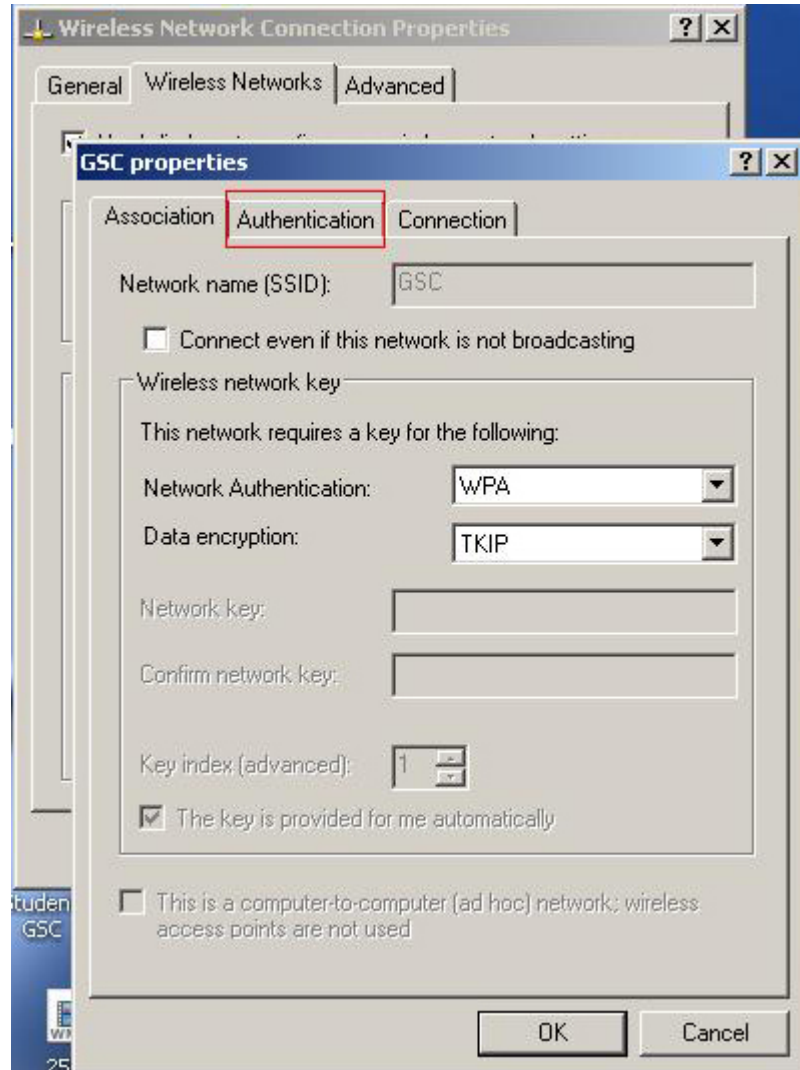 Wireless Network Connection Properties
General Wireless Networks Advanced
GSC properties
Association Authentication Connection
Network name (SSID): GSC
Connect even if this network is not broadcasting
Wireless network key
This network requires a key for the following:
Network Authentication: WPA
Data encryption: TKIP
Network key:
Confirm network key:
Key index (advanced): 1
The key is provided for me automatically
This is a computer-to-computer (ad hoc) network; wireless
access points are not used
GSC
OK Cancel